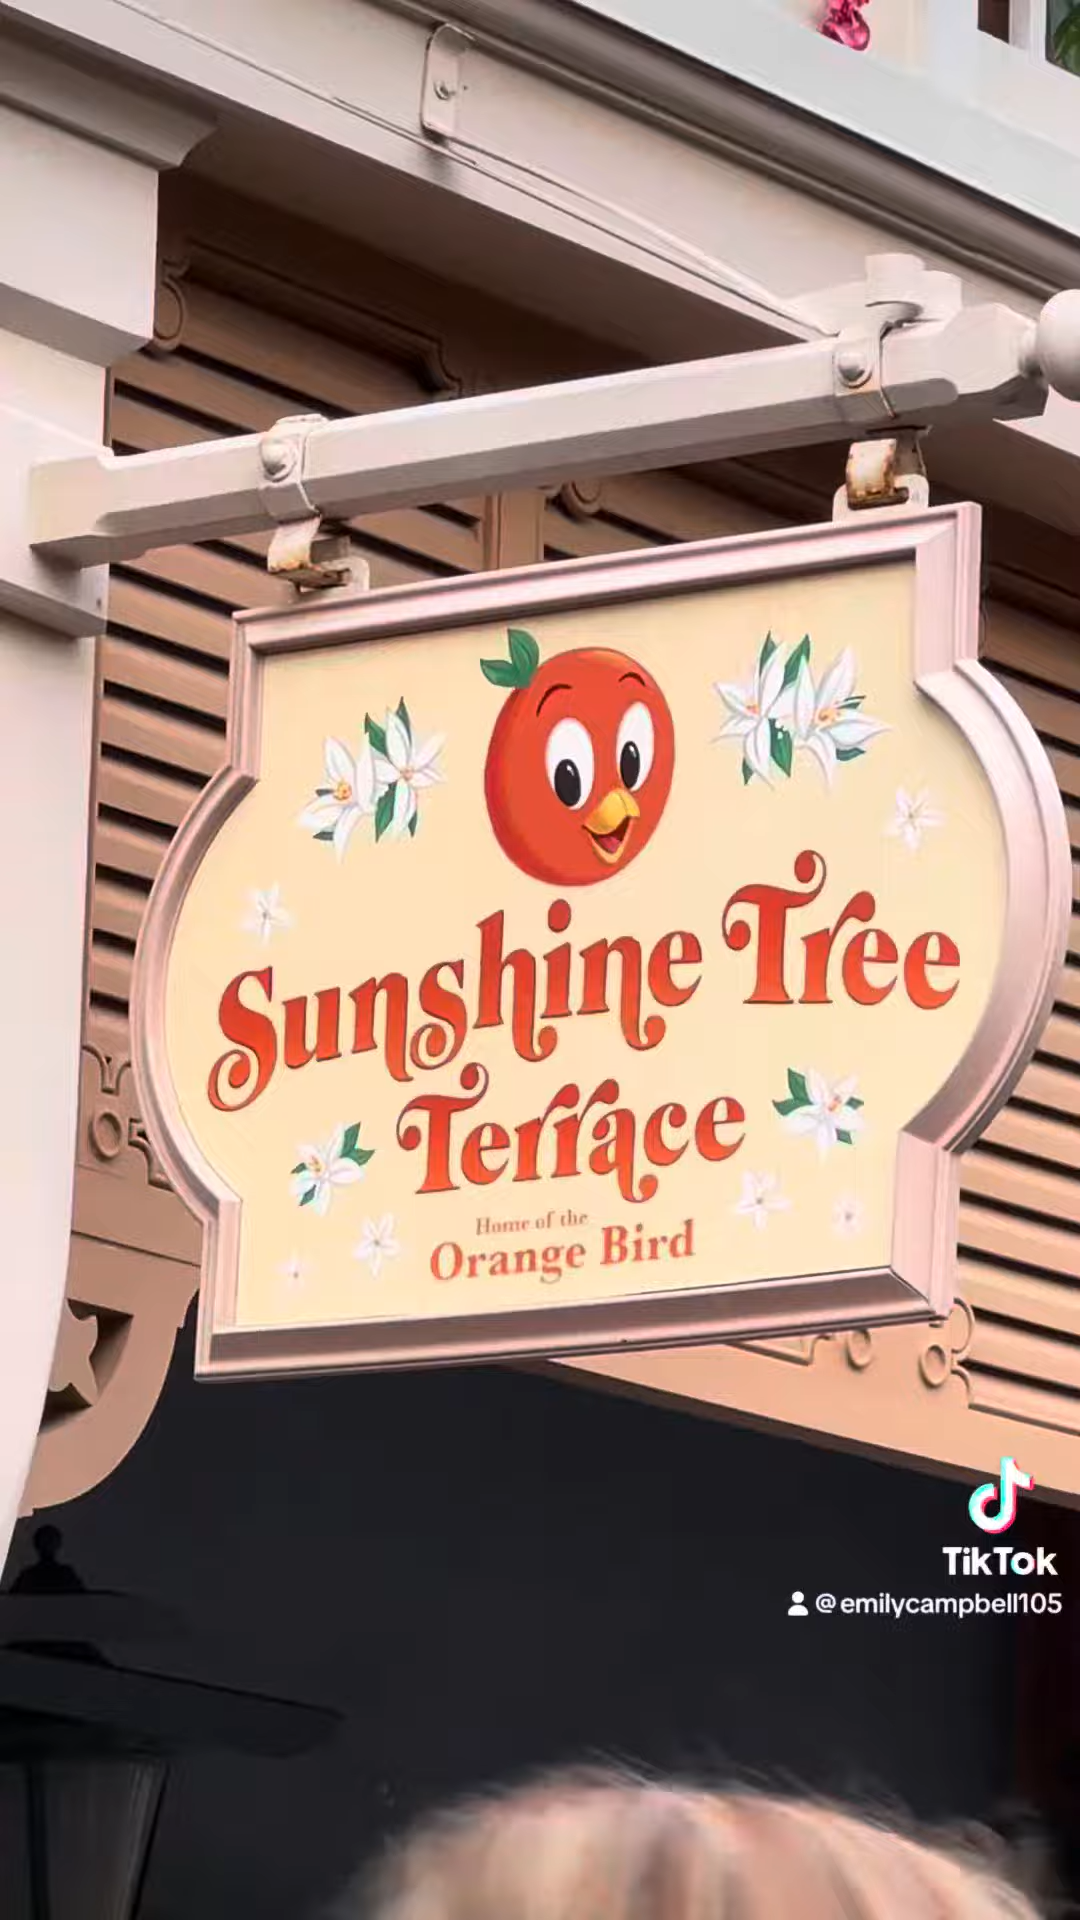 Sunshine Tree
Terrace
Home of the
Orange Bird
TikTok
@emilycampbell105